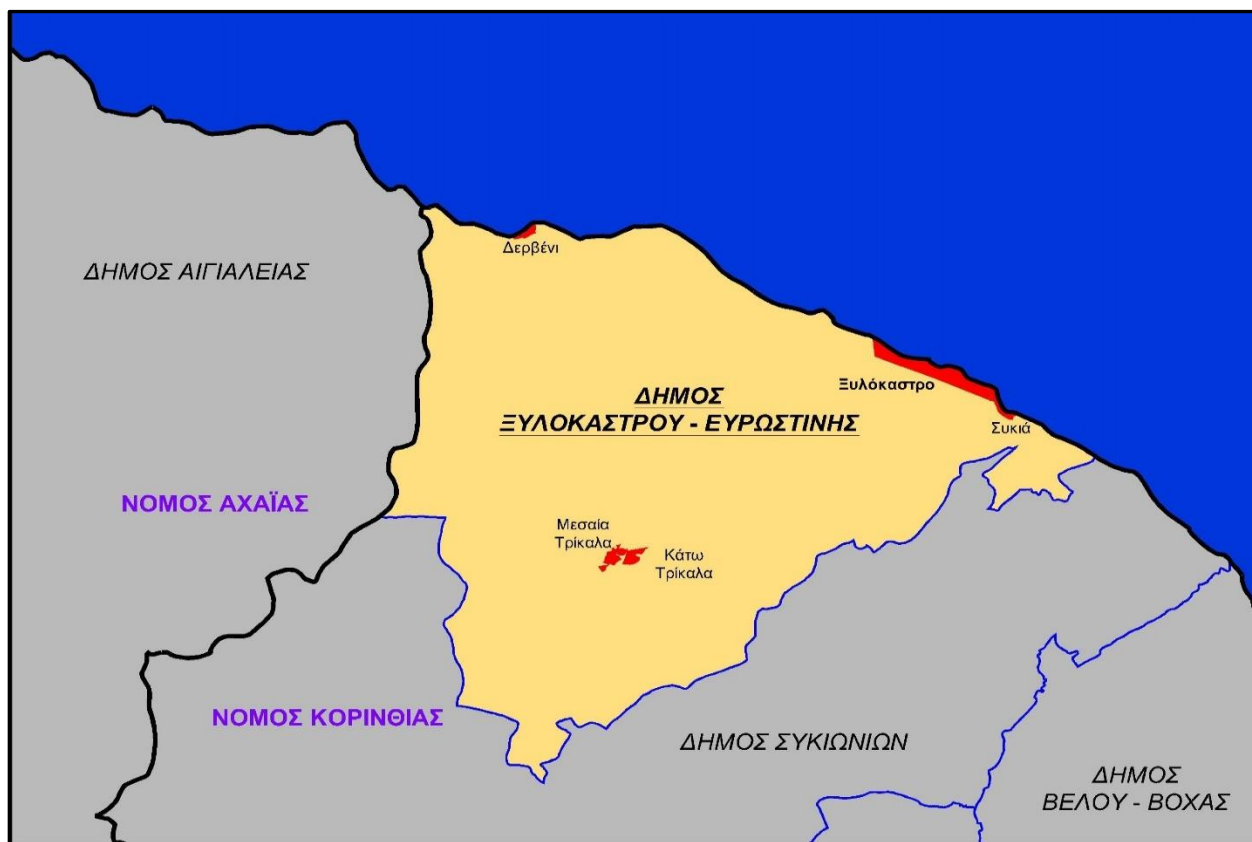 Δερβένι
ΔΗΜΟΣ ΑΙΓΙΑΛΕΙΑΣ
Ξυλόκαστρο
ΔΗΜΟΣ
ΞΥΛΟΚΑΣΤΡΟΥ - ΕΥΡΩΣΤΙΝΗΣ
Συκιά
ΝΟΜΟΣ ΑΧΑΪΑΣ
Μεσαία
Τρίκαλα
Κάτω
Τρίκαλα
ΝΟΜΟΣ ΚΟΡΙΝΘΙΑΣ
ΔΗΜΟΣ ΣΥΚΙΩΝΙΩΝ
ΔΗΜΟΣ
ΒΕΛΟΥ - ΒΟΧΑΣ